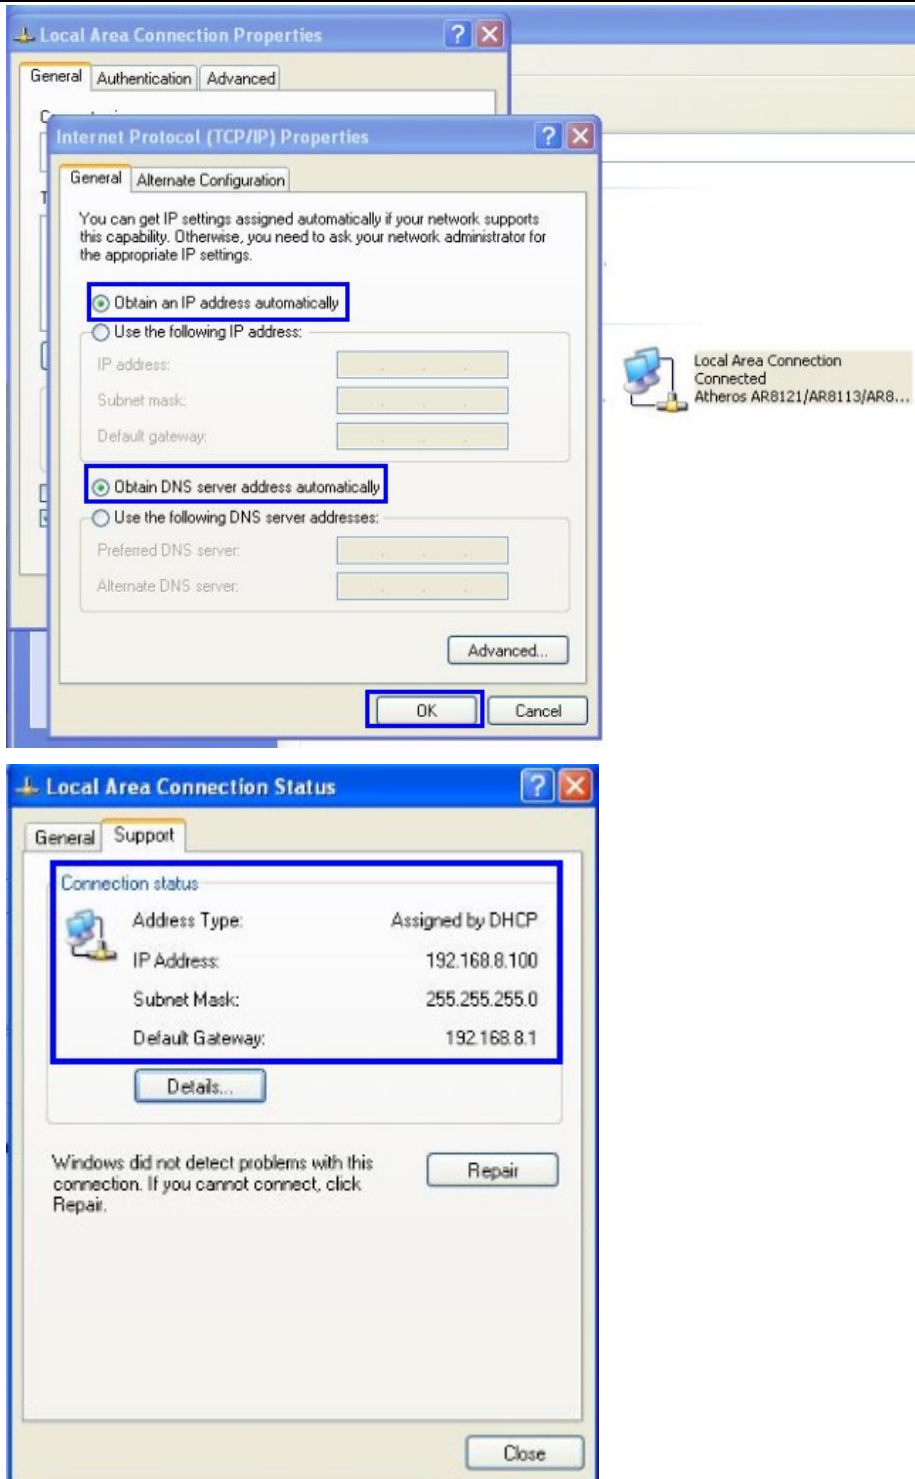 Local Area Connection Properties
General Authentication Advanced
Internet Protocol (TCP/IP) Properties
General Alternate Configuration
You can get IP settings assigned automatically if your network supports
this capability. Otherwise, you need to ask your network administrator for
the appropriate IP settings.
Obtain an IP address automatically
Use the following IP address:
IP address:
Subnet mask:
Default gateway:
Obtain DNS server address automatically
Use the following DNS server addresses:
Preferred DNS server:
Alternate DNS server:
Advanced...
OK Cancel
Local Area Connection
Connected
Atheros AR8121/AR8113/AR8...
Local Area Connection Status
General Support
Connection status
Address Type: Assigned by DHCP
IP Address: 192.168.8.100
Subnet Mask: 255.255.255.0
Default Gateway: 192.168.8.1
Details...
Windows did not detect problems with this
connection. If you cannot connect, click
Repair.
Repair
Close